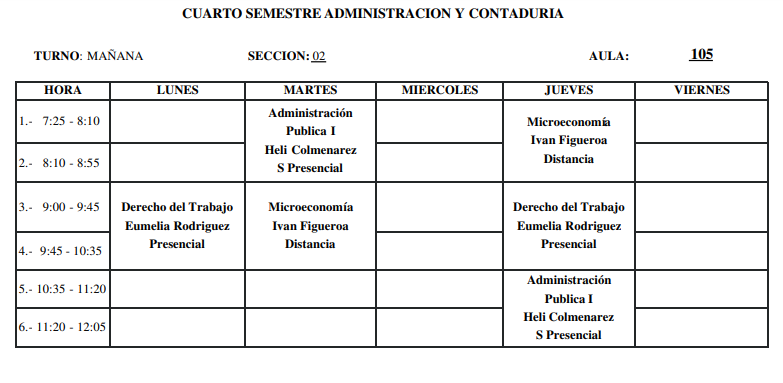 CUARTO SEMESTRE ADMINISTRACION Y CONTADURIA
TURNO: MAÑANA SECCION: 02 AULA: 105
HORA LUNES MARTES MIERCOLES JUEVES VIERNES
1.- 7:25 - 8:10
2.- 8:10 - 8:55
Administración
Publica I
Heli Colmenarez
S Presencial
Microeconomía
Ivan Figueroa
Distancia
3.- 9:00 - 9:45
4.- 9:45 - 10:35
Derecho del Trabajo
Eumelia Rodriguez
Presencial
Microeconomía
Ivan Figueroa
Distancia
Derecho del Trabajo
Eumelia Rodriguez
Presencial
5.- 10:35 - 11:20
6.- 11:20 - 12:05
Administración
Publica I
Heli Colmenarez
S Presencial